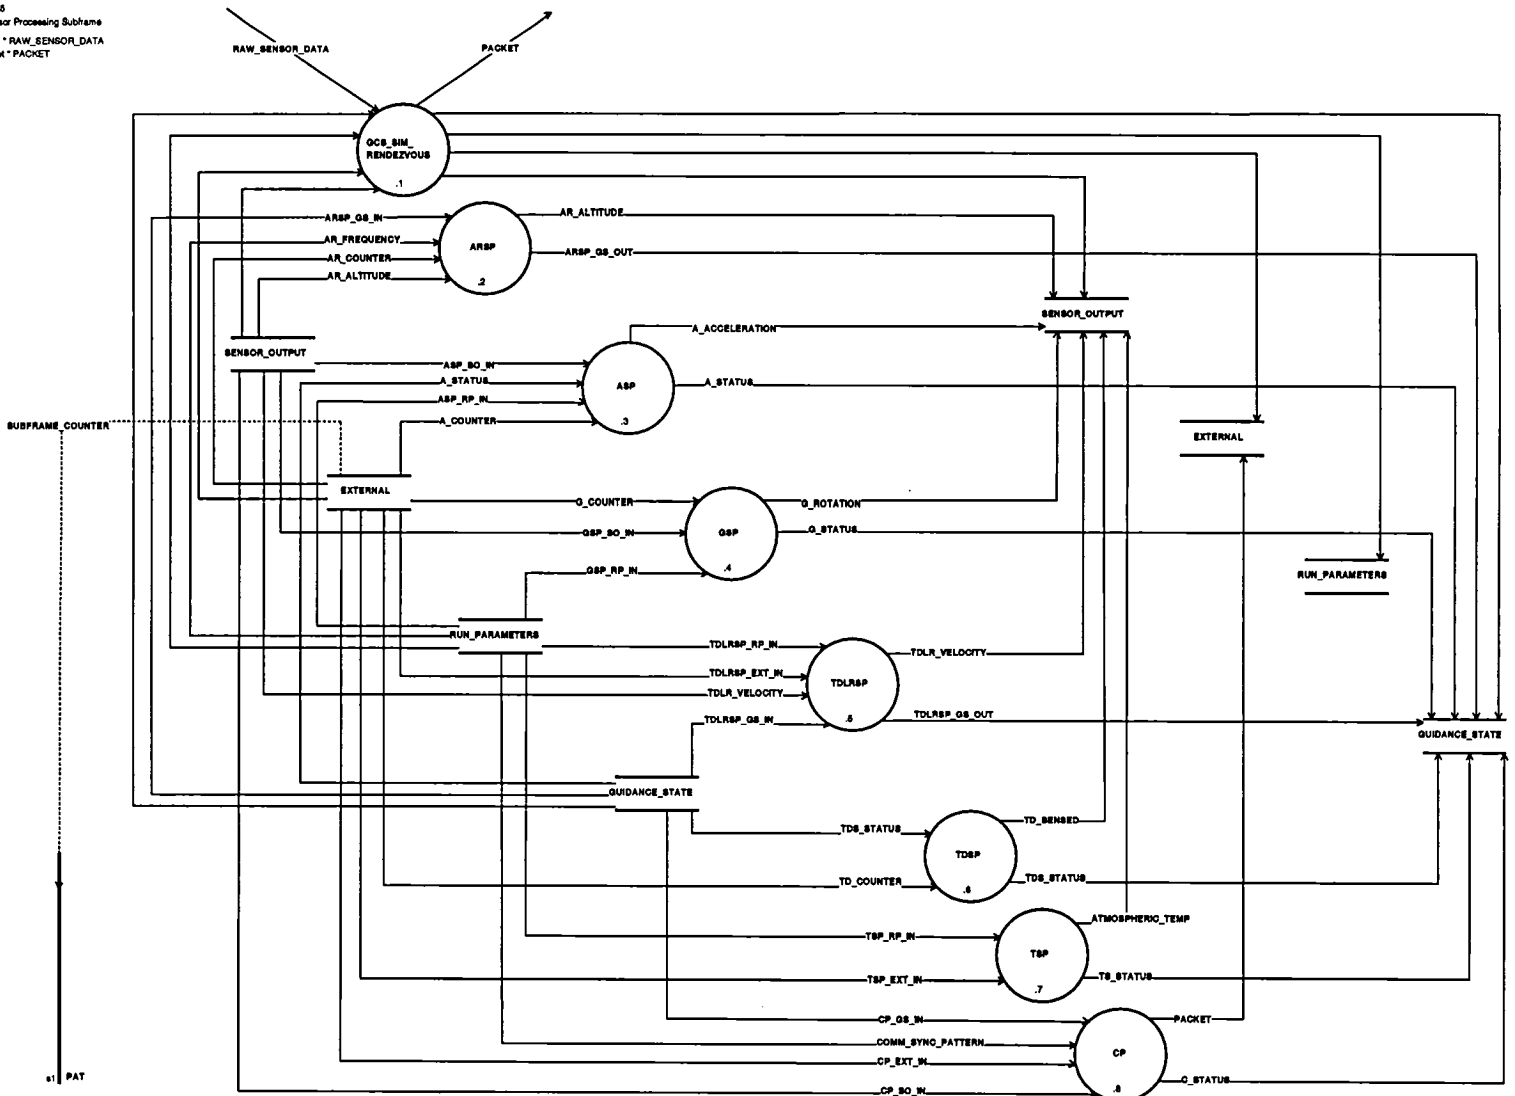 sor Processing Subframe
* RAW_SENSOR_DATA
* PACKET
RAW_SENSOR_DATA
PACKET
GCS_SIM_
RENDEZVOUS
.1
ARSP_GS_IN
AR_FREQUENCY
AR_COUNTER
AR_ALTITUDE
ARSP
.2
AR_ALTITUDE
ARSP_GS_OUT
SENSOR_OUTPUT
SENSOR_OUTPUT
A_ACCELERATION
ASP_SO_IN
A_STATUS
ASP_RP_IN
A_COUNTER
ASP
.3
A_STATUS
SUBFRAME_COUNTER
EXTERNAL
EXTERNAL
G_COUNTER
GSP_SO_IN
GSP_RP_IN
GSP
.4
G_ROTATION
G_STATUS
RUN_PARAMETERS
RUN_PARAMETERS
TDLRSP_RP_IN
TDLRSP_EXT_IN
TDLR_VELOCITY
TDLRSP_GS_IN
TDLRSP
.5
TDLR_VELOCITY
TDLRSP_GS_OUT
GUIDANCE_STATE
GUIDANCE_STATE
TDS_STATUS
TD_COUNTER
TDSP
.6
TD_SENSED
TDS_STATUS
TSP_RP_IN
TSP_EXT_IN
TSP
.7
ATMOSPHERIC_TEMP
TS_STATUS
CP_GS_IN
COMM_SYNC_PATTERN
CP_EXT_IN
CP_SO_IN
CP
.8
PACKET
C_STATUS
s1 PAT